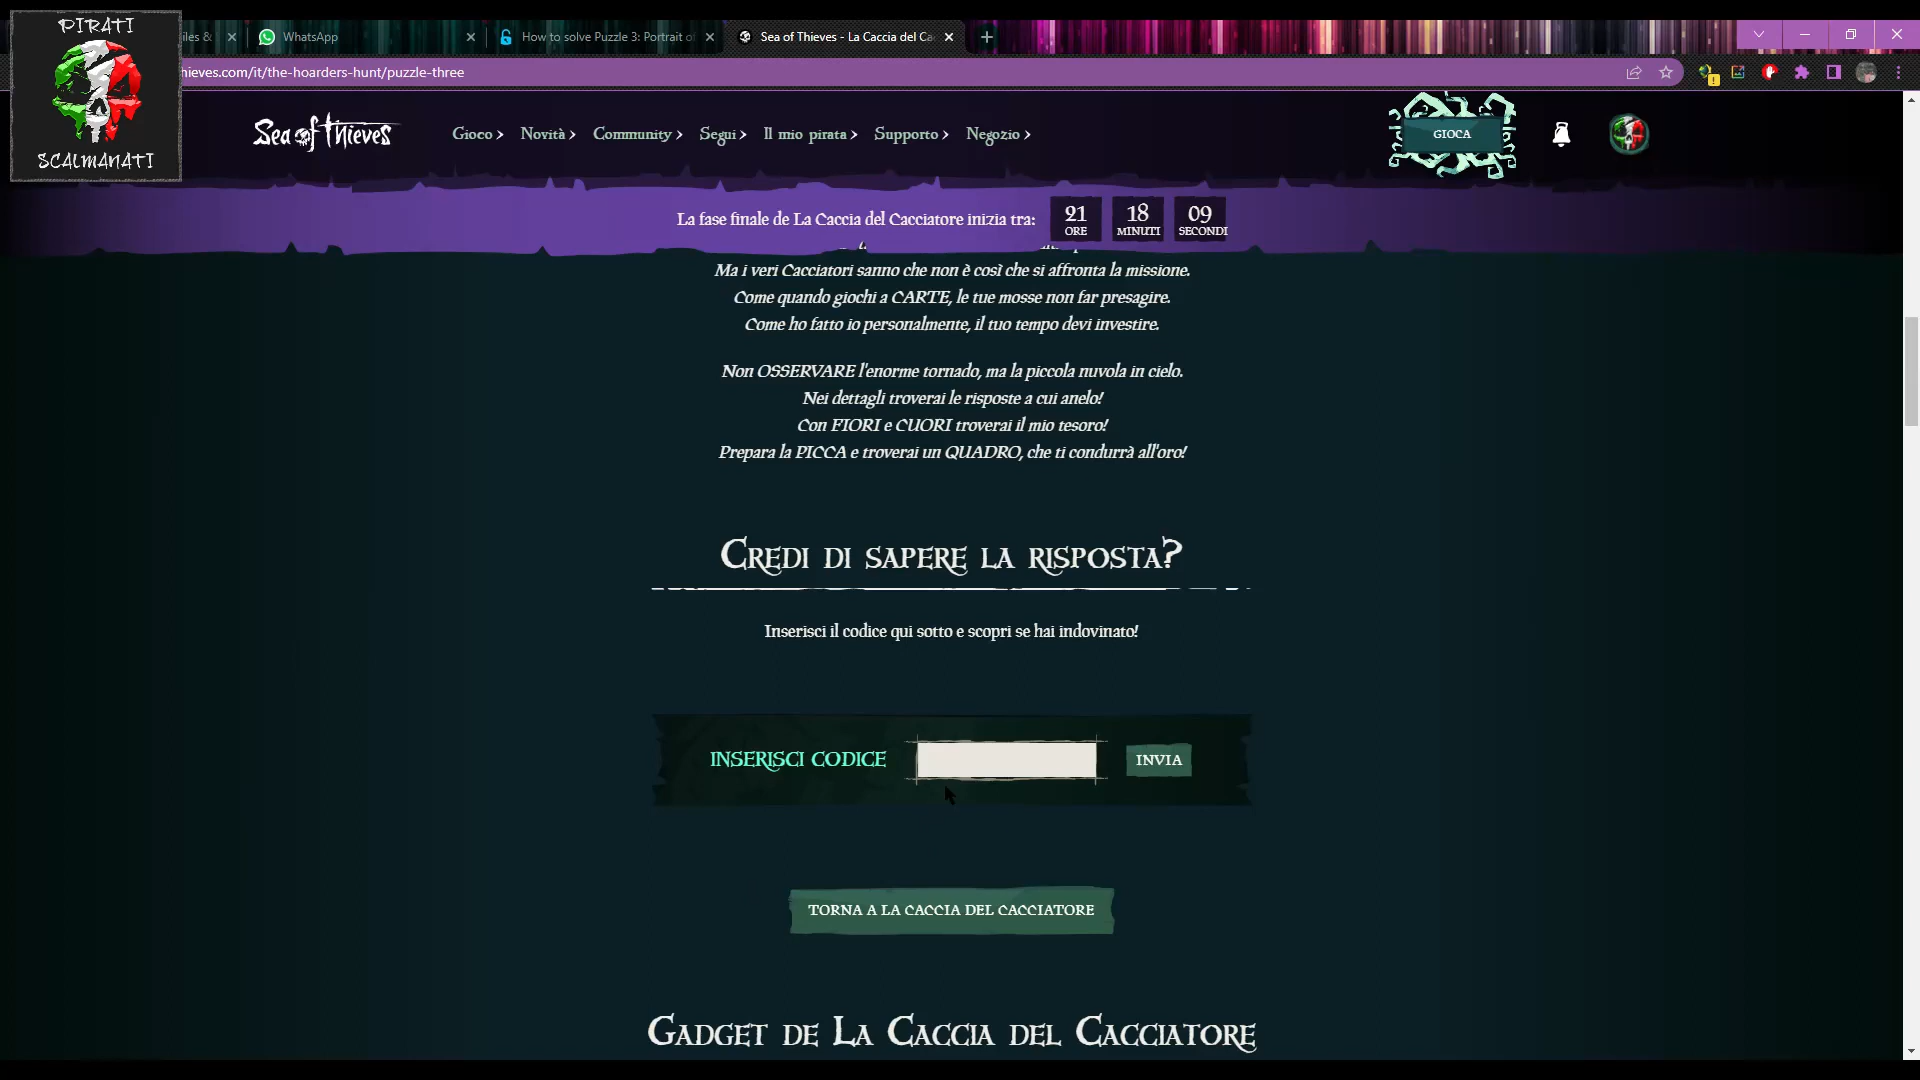 PIRATI
SCALMANATI
iles &
WhatsApp
How to solve Puzzle 3: Portrait of
Sea of Thieves - La Caccia del Ca
hieves.com/it/the-hoarders-hunt/puzzle-three
Sea of Thieves
Gioco
Novità
Community
Segui
Il mio pirata
Supporto
Negozio
GIOCA
La fase finale de La Caccia del Cacciatore inizia tra:
21 ORE
18 MINUTI
09 SECONDI
Ma i veri Cacciatori sanno che non è così che si affronta la missione.
Come quando giochi a CARTE, le tue mosse non far presagire.
Come ho fatto io personalmente, il tuo tempo devi investire.
Non OSSERVARE l'enorme tornado, ma la piccola nuvola in cielo.
Nei dettagli troverai le risposte a cui anelo!
Con FIORI e CUORI troverai il mio tesoro!
Prepara la PICCA e troverai un QUADRO, che ti condurrà all'oro!
Credi di sapere la risposta?
Inserisci il codice qui sotto e scopri se hai indovinato!
INSERISCI CODICE
INVIA
TORNA A LA CACCIA DEL CACCIATORE
Gadget de La Caccia del Cacciatore